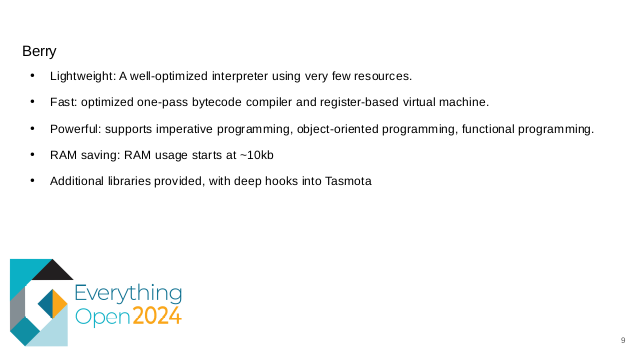 Berry
• Lightweight: A well-optimized interpreter using very few resources.
• Fast: optimized one-pass bytecode compiler and register-based virtual machine.
• Powerful: supports imperative programming, object-oriented programming, functional programming.
• RAM saving: RAM usage starts at ~10kb
• Additional libraries provided, with deep hooks into Tasmota
Everything
Open2024
9